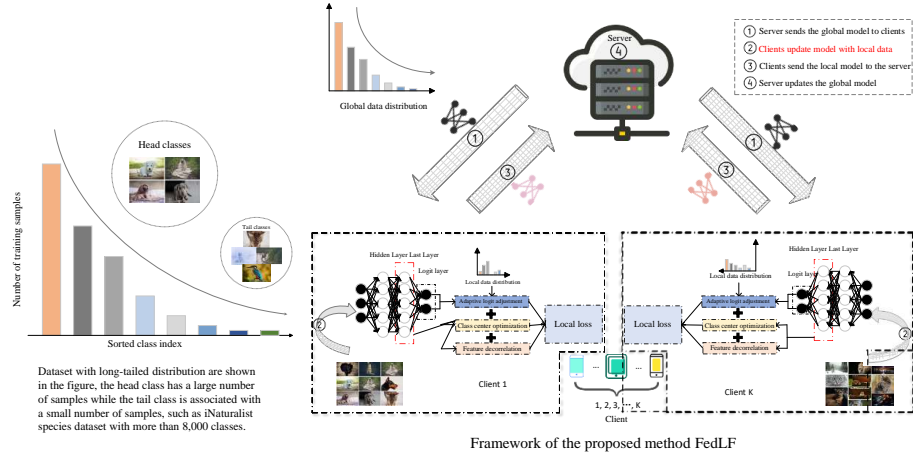 Number of training samples
Head classes
Tail classes
Sorted class index
Dataset with long-tailed distribution are shown
in the figure, the head class has a large number
of samples while the tail class is associated with
a small number of samples, such as iNaturalist
species dataset with more than 8,000 classes.
Global data distribution
Server
4
1 Server sends the global model to clients
2 Clients update model with local data
3 Clients send the local model to the server
4 Server updates the global model
1
3
1
3
Hidden Layer Last Layer
Logit layer
Local data distribution
2
Adaptive logit adjustment
Class center optimization
Feature decorrelation
Local loss
Client 1
Hidden Layer Last Layer
Logit layer
Local data distribution
2
Local loss
Adaptive logit adjustment
Class center optimization
Feature decorrelation
Client K
... ...
1, 2, 3, ..., K
Client
Framework of the proposed method FedLF